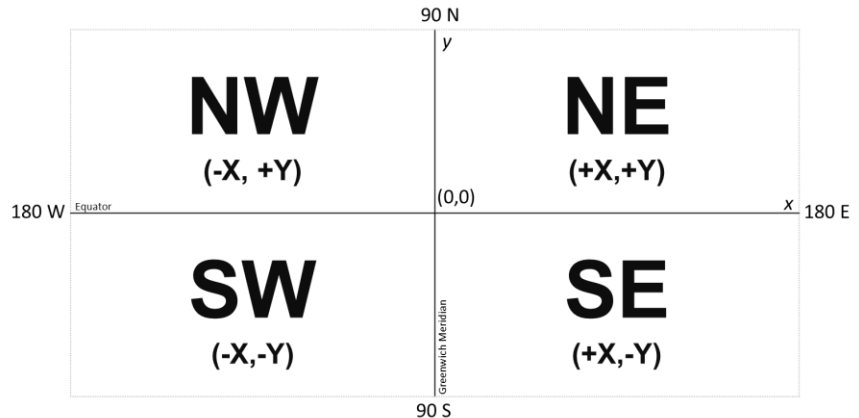 90 N
y
NW
NE
(-X, +Y)
(+X,+Y)
(0,0)
180 W
Equator
x
180 E
SW
SE
Greenwich Meridian
(-X,-Y)
(+X,-Y)
90 S